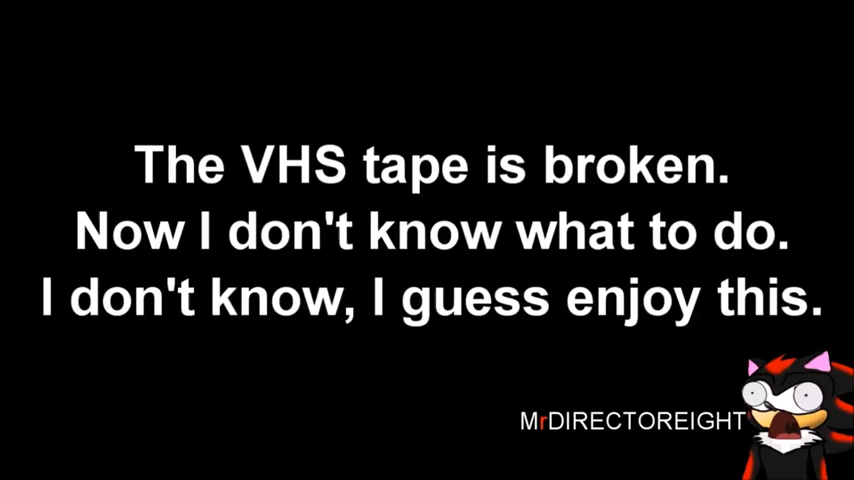 The VHS tape is broken.
Now I don't know what to do.
I don't know, I guess enjoy this.
MrDIRECTOREIGHT